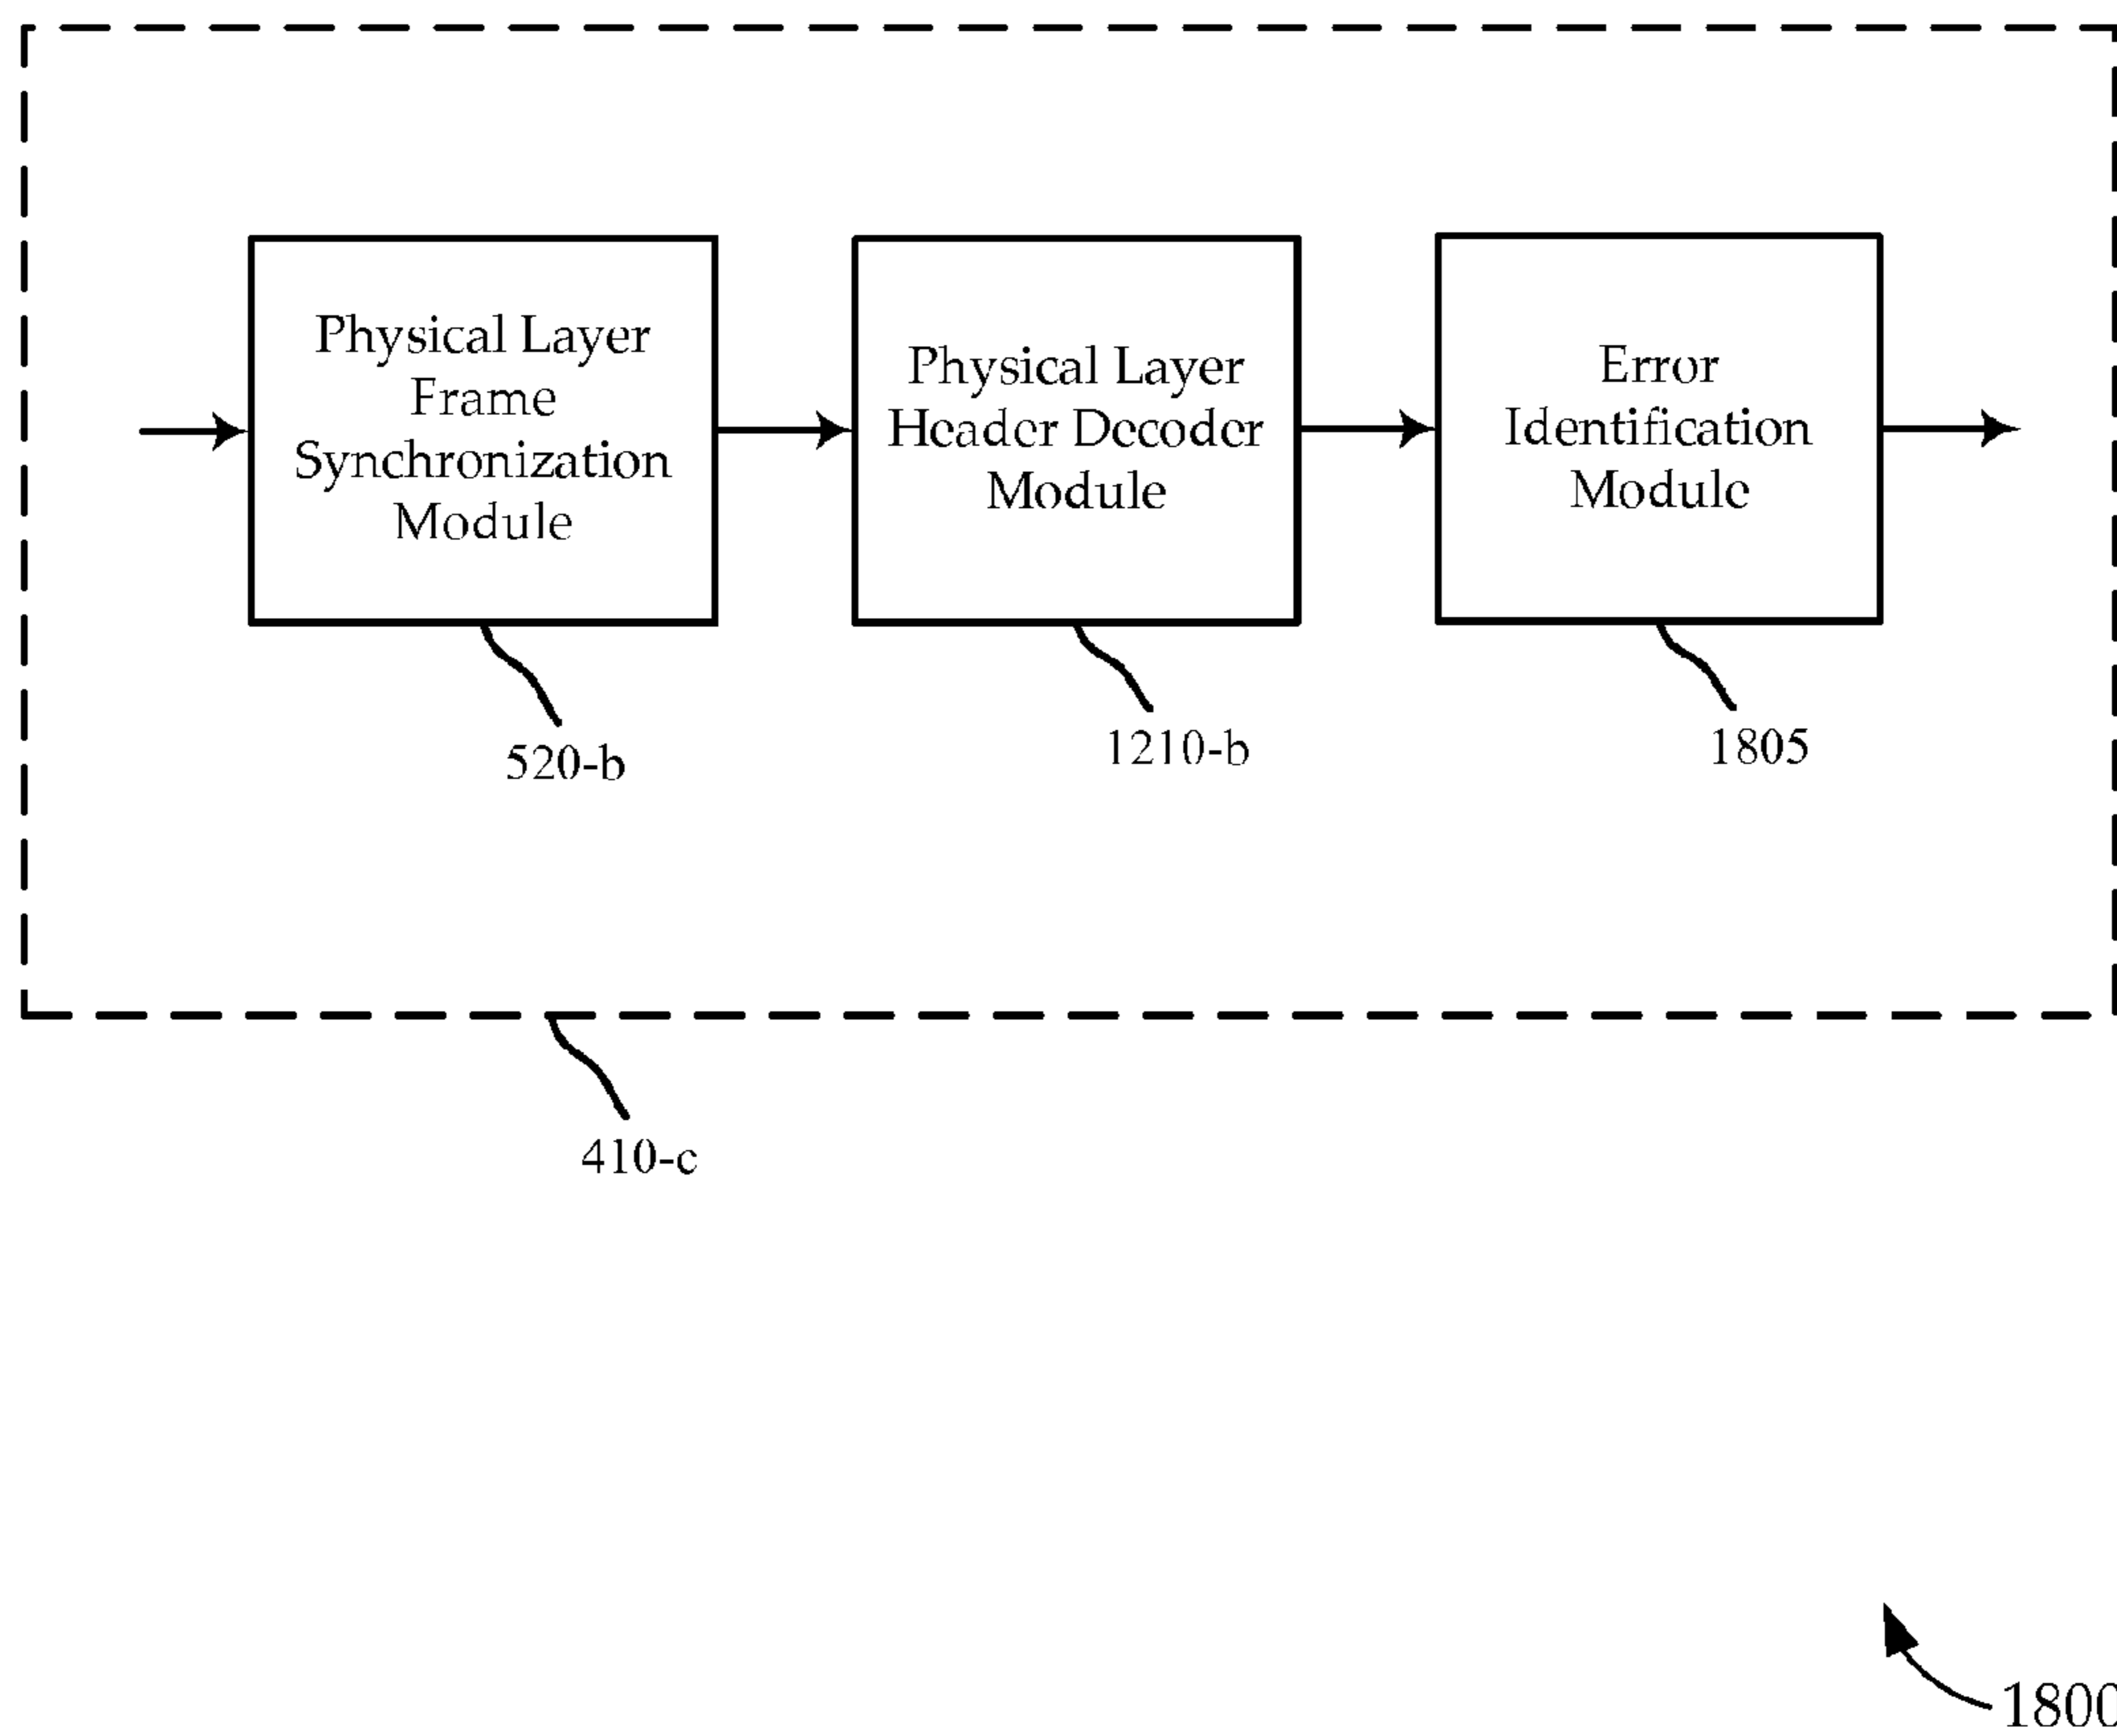 Physical Layer
Frame
Synchronization
Module
Physical Layer
Header Decoder
Module
Error
Identification
Module
520-b
1210-b
1805
410-c
1800